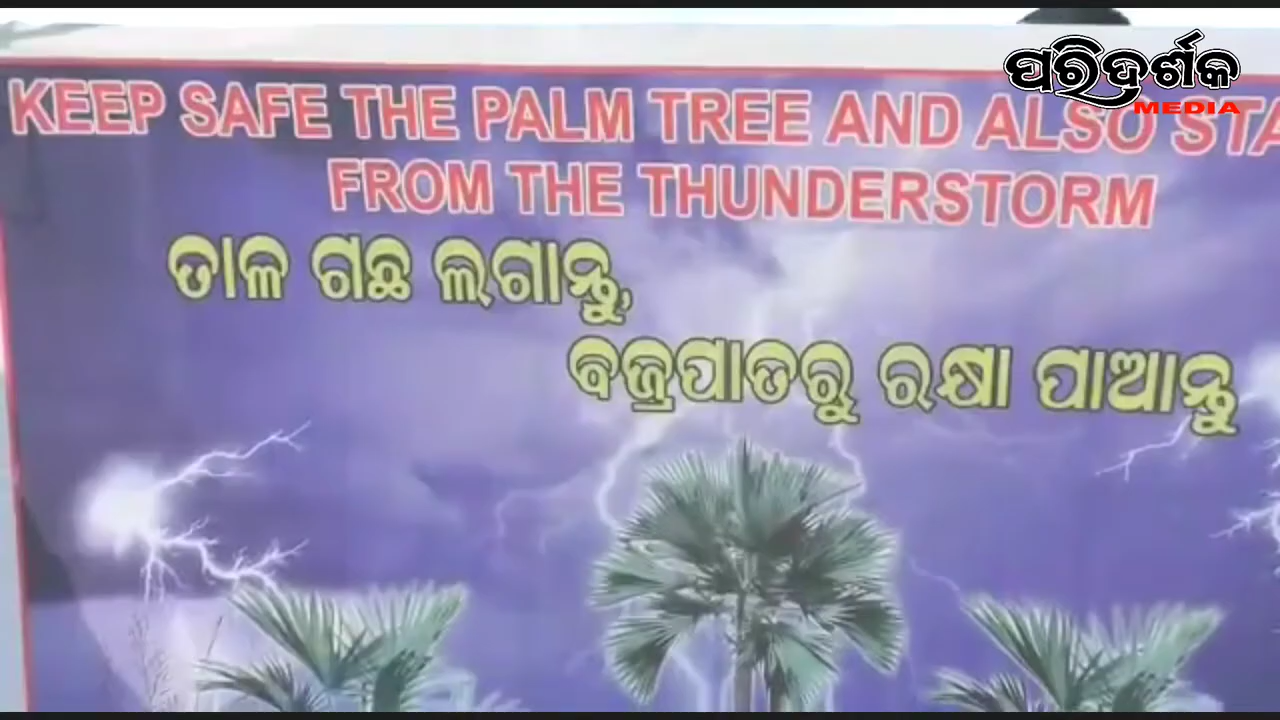 ପରିଦର୍ଶକ
MEDIA
KEEP SAFE THE PALM TREE AND ALSO
FROM THE THUNDERSTORM
ତାଳ ଗଛ ଲଗାନ୍ତୁ,
ବଜ୍ରପାତରୁ ରକ୍ଷା ପାଆନ୍ତୁ